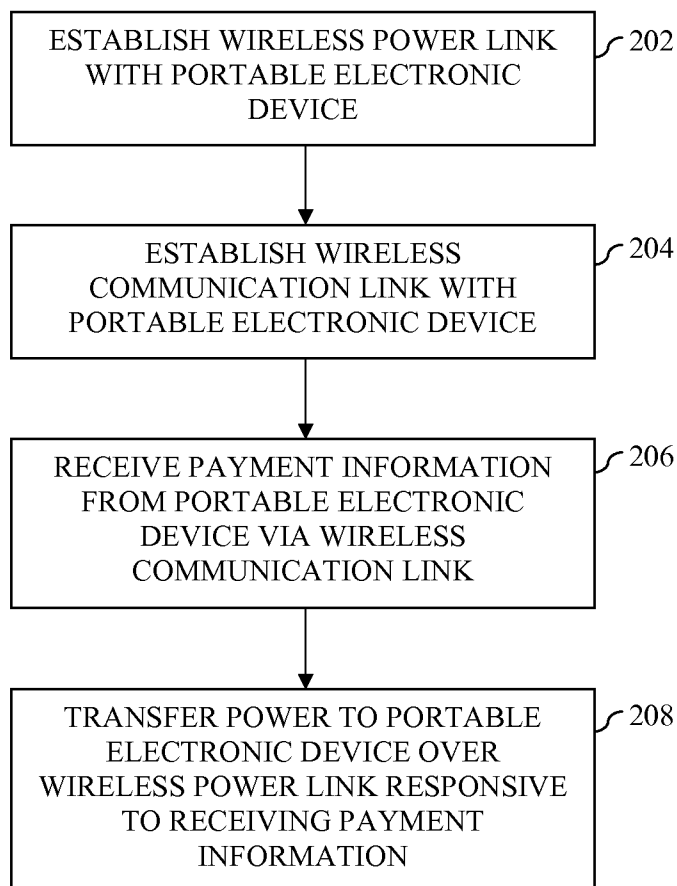 ESTABLISH WIRELESS POWER LINK
WITH PORTABLE ELECTRONIC
DEVICE
202
ESTABLISH WIRELESS
COMMUNICATION LINK WITH
PORTABLE ELECTRONIC DEVICE
204
RECEIVE PAYMENT INFORMATION
FROM PORTABLE ELECTRONIC
DEVICE VIA WIRELESS
COMMUNICATION LINK
206
TRANSFER POWER TO PORTABLE
ELECTRONIC DEVICE OVER
WIRELESS POWER LINK RESPONSIVE
TO RECEIVING PAYMENT
INFORMATION
208